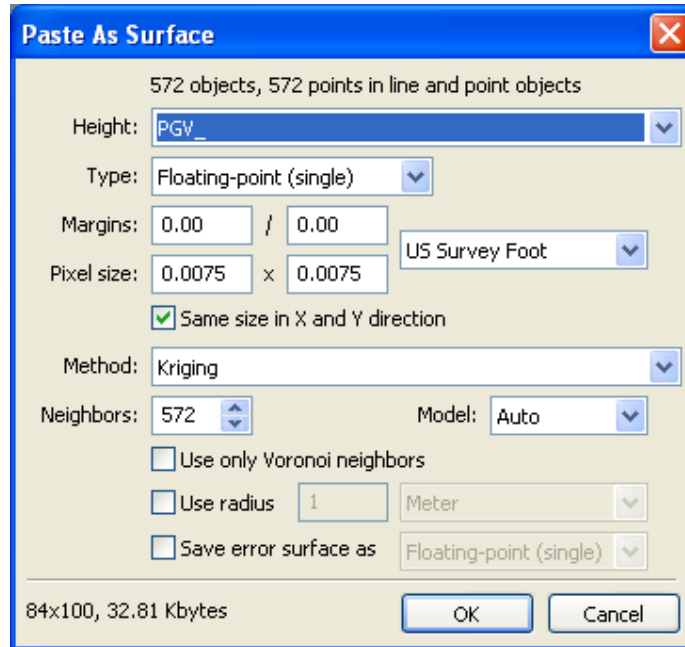 Paste As Surface
572 objects, 572 points in line and point objects
Height: PGV_
Type: Floating-point (single)
Margins: 0.00 / 0.00
US Survey Foot
Pixel size: 0.0075 x 0.0075
Same size in X and Y direction
Method: Kriging
Neighbors: 572 Model: Auto
Use only Voronoi neighbors
Use radius 1 Meter
Save error surface as Floating-point (single)
84x100, 32.81 Kbytes OK Cancel